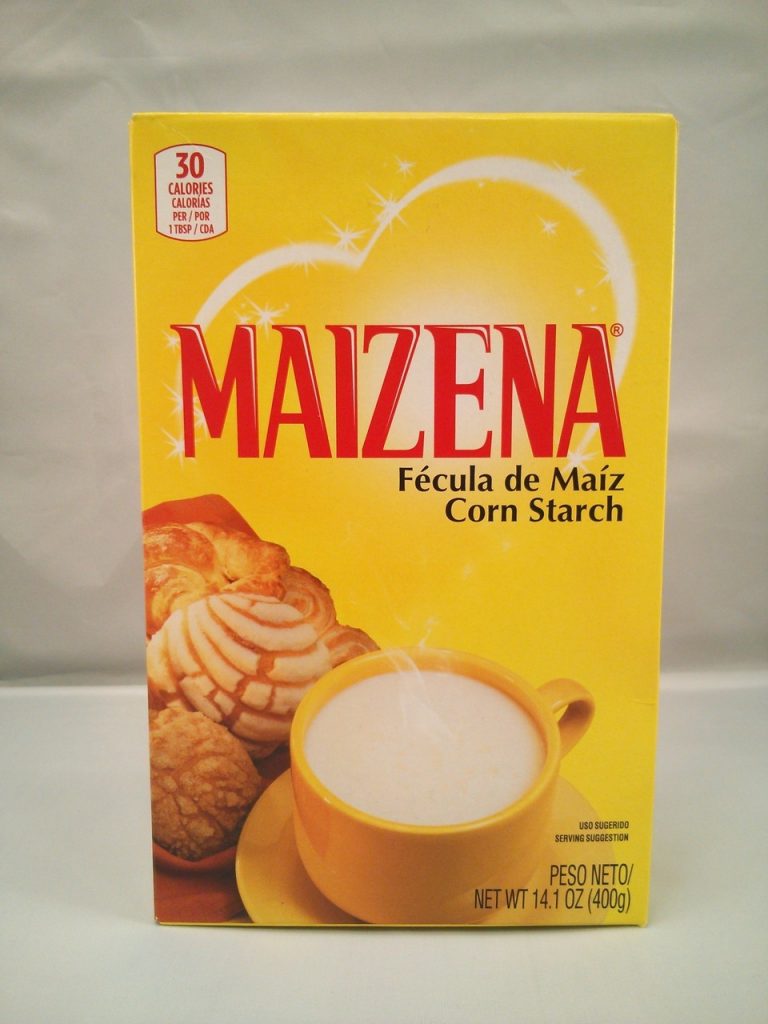 30
CALORIES
CALORÍAS
PER / POR
1 TBSP / CDA
MAIZENA®
Fécula de Maíz
Corn Starch
USO SUGERIDO
SERVING SUGGESTION
PESO NETO/
NET WT 14.1 OZ (400g)